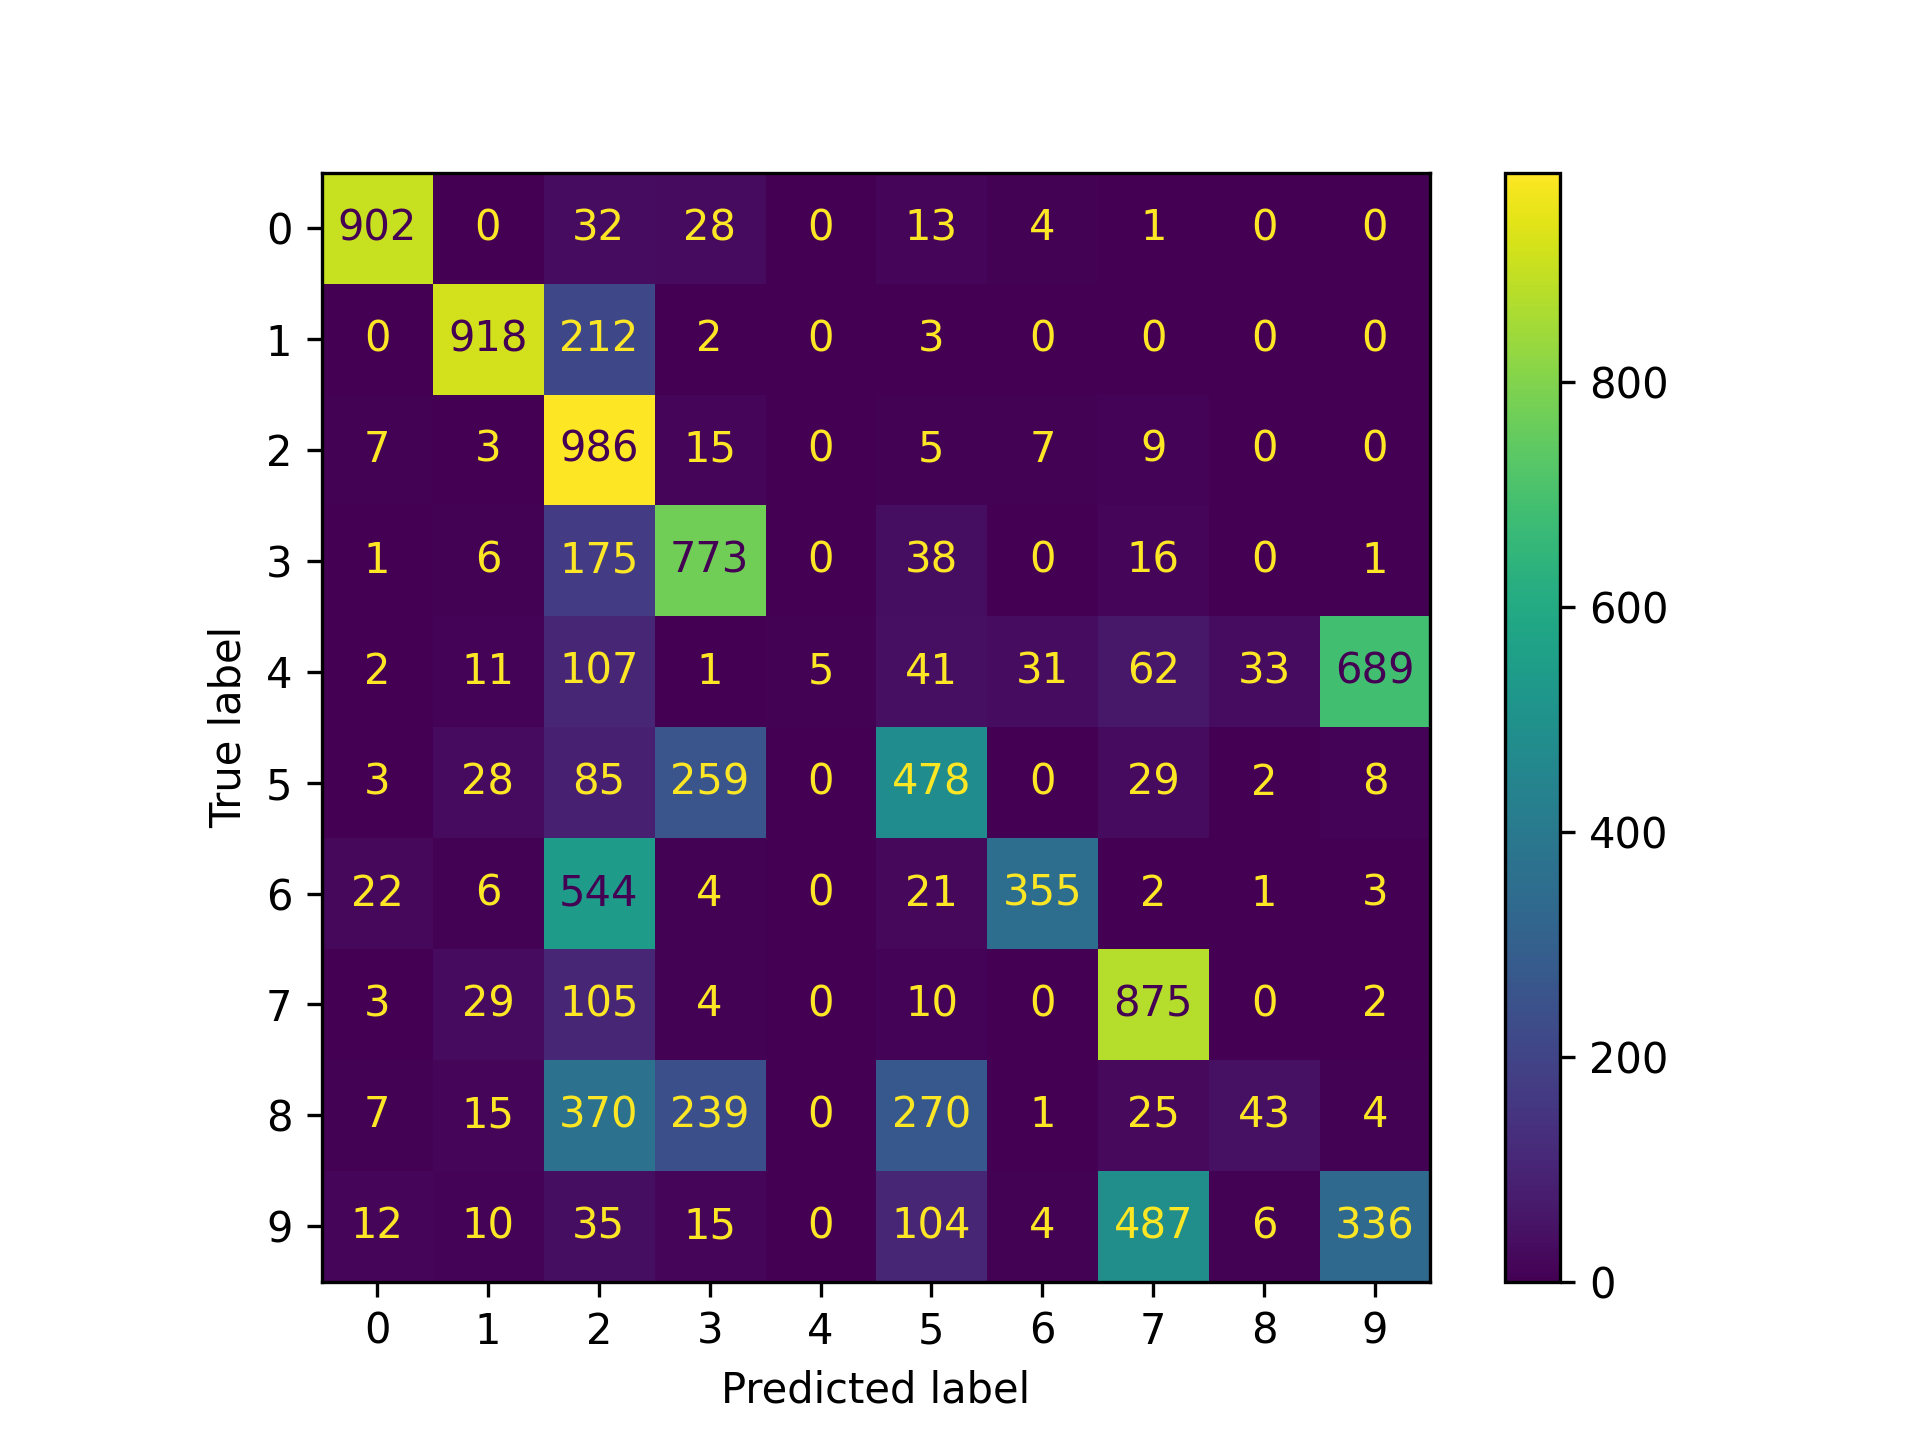 0 902 0 32 28 0 13 4 1 0 0
1 0 918 212 2 0 3 0 0 0 0
2 7 3 986 15 0 5 7 9 0 0
3 1 6 175 773 0 38 0 16 0 1
4 2 11 107 1 5 41 31 62 33 689
5 3 28 85 259 0 478 0 29 2 8
6 22 6 544 4 0 21 355 2 1 3
7 3 29 105 4 0 10 0 875 0 2
8 7 15 370 239 0 270 1 25 43 4
9 12 10 35 15 0 104 4 487 6 336
0 1 2 3 4 5 6 7 8 9
Predicted label
True label
800
600
400
200
0